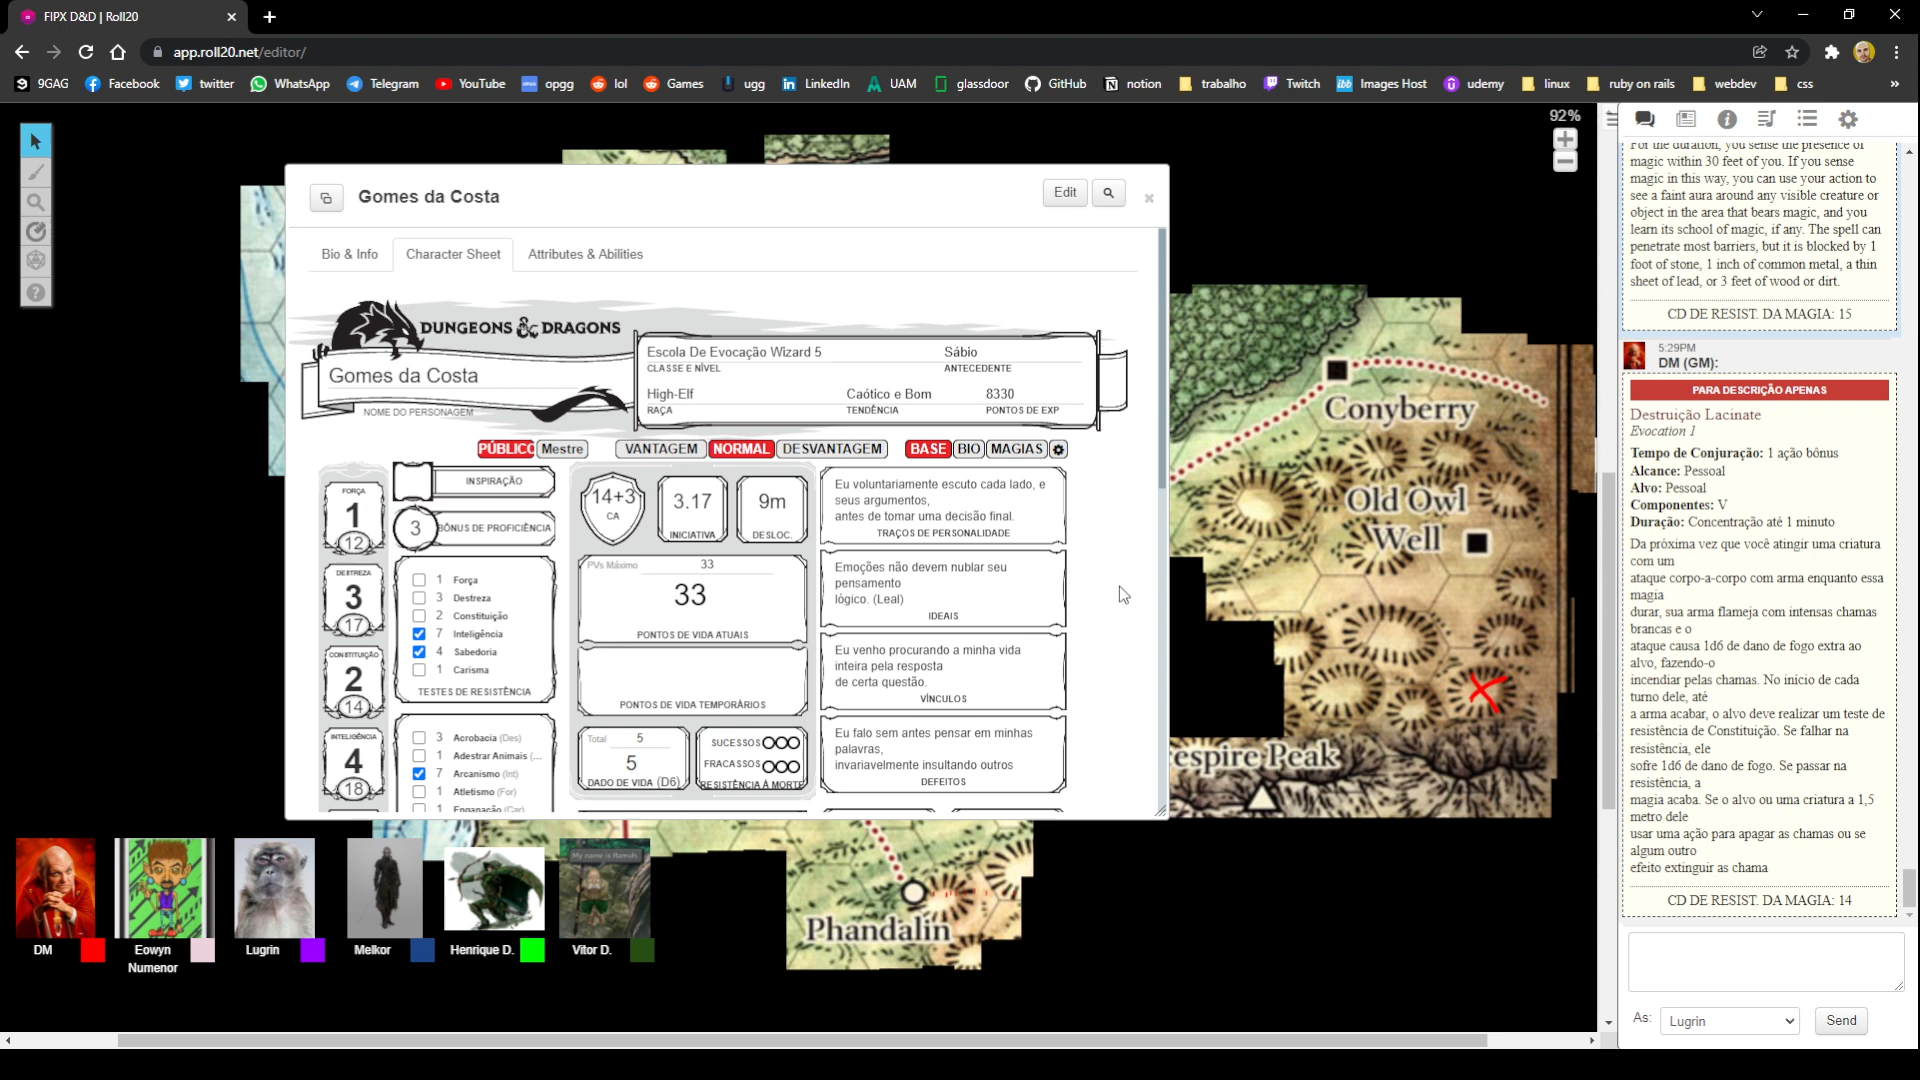 FIPX D&D | Roll20
app.roll20.net/editor/
9GAG
Facebook
twitter
WhatsApp
Telegram
YouTube
opgg
lol
Games
ugg
LinkedIn
UAM
glassdoor
GitHub
notion
trabalho
Twitch
Images Host
udemy
linux
ruby on rails
webdev
css
92%
Gomes da Costa
Edit
Bio & Info
Character Sheet
Attributes & Abilities
DUNGEONS & DRAGONS
Gomes da Costa
NOME DO PERSONAGEM
Escola De Evocação Wizard 5
CLASSE E NÍVEL
Sábio
ANTECEDENTE
High-Elf
RAÇA
Caótico e Bom
TENDÊNCIA
8330
PONTOS DE EXP
PÚBLICO
Mestre
VANTAGEM
NORMAL
DESVANTAGEM
BASE
BIO
MAGIAS
FORÇA
1
12
DESTREZA
3
17
CONSTITUIÇÃO
2
14
INTELIGÊNCIA
4
18
INSPIRAÇÃO
3
BÔNUS DE PROFICIÊNCIA
1 Força
3 Destreza
2 Constituição
7 Inteligência
4 Sabedoria
1 Carisma
TESTES DE RESISTÊNCIA
3 Acrobacia (Des)
1 Adestrar Animais (...
7 Arcanismo (Int)
1 Atletismo (For)
1 Enganação (Car)
14+3
CA
3.17
INICIATIVA
9m
DESLOC.
PVs Máximo 33
33
PONTOS DE VIDA ATUAIS
PONTOS DE VIDA TEMPORÁRIOS
Total 5
5
DADO DE VIDA (D6)
SUCESSOS
FRACASSOS
RESISTÊNCIA À MORTE
Eu voluntariamente escuto cada lado, e
seus argumentos,
antes de tomar uma decisão final.
TRAÇOS DE PERSONALIDADE
Emoções não devem nublar seu
pensamento
lógico. (Leal)
IDEAIS
Eu venho procurando a minha vida
inteira pela resposta
de certa questão.
VÍNCULOS
Eu falo sem antes pensar em minhas
palavras,
invariavelmente insultando outros
DEFEITOS
Conyberry
Old Owl
Well
espire Peak
Phandalin
DM
Eowyn
Numenor
Lugrin
Melkor
Henrique D.
My name is
Vitor D.
For the duration, you sense the presence of
magic within 30 feet of you. If you sense
magic in this way, you can use your action to
see a faint aura around any visible creature or
object in the area that bears magic, and you
learn its school of magic, if any. The spell can
penetrate most barriers, but it is blocked by 1
foot of stone, 1 inch of common metal, a thin
sheet of lead, or 3 feet of wood or dirt.
CD DE RESIST. DA MAGIA: 15
5:29PM
DM (GM):
PARA DESCRIÇÃO APENAS
Destruição Lacinate
Evocation 1
Tempo de Conjuração: 1 ação bônus
Alcance: Pessoal
Alvo: Pessoal
Componentes: V
Duração: Concentração até 1 minuto
Da próxima vez que você atingir uma criatura
com um
ataque corpo-a-corpo com arma enquanto essa
magia
durar, sua arma flameja com intensas chamas
brancas e o
ataque causa 1d6 de dano de fogo extra ao
alvo, fazendo-o
incendiar pelas chamas. No início de cada
turno dele, até
a arma acabar, o alvo deve realizar um teste de
resistência de Constituição. Se falhar na
resistência, ele
sofre 1d6 de dano de fogo. Se passar na
resistência, a
magia acaba. Se o alvo ou uma criatura a 1,5
metro dele
usar uma ação para apagar as chamas ou se
algum outro
efeito extinguir as chama
CD DE RESIST. DA MAGIA: 14
As:
Lugrin
Send